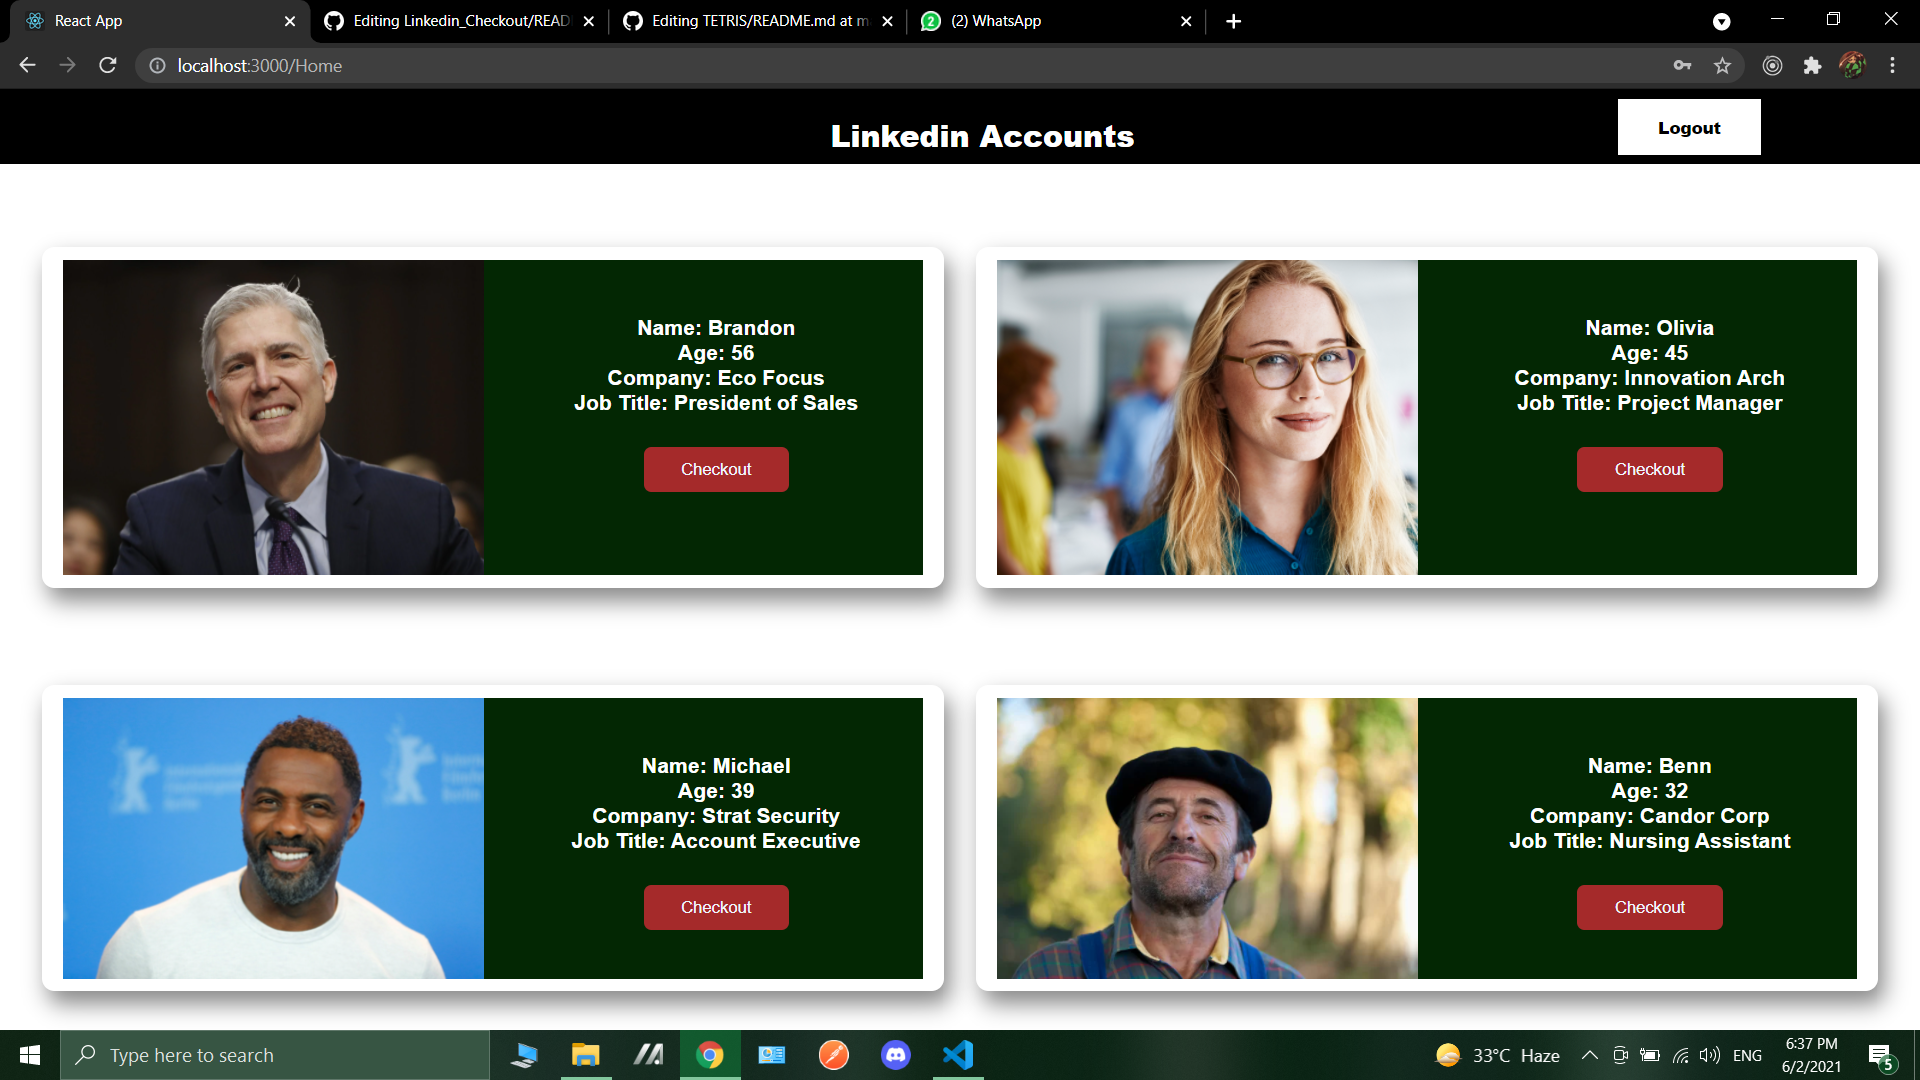 React App
Editing Linkedin_Checkout/READ
Editing TETRIS/README.md at m
2
(2) WhatsApp
localhost:3000/Home
Linkedin Accounts
Logout
Name: Brandon
Age: 56
Company: Eco Focus
Job Title: President of Sales
Checkout
Name: Olivia
Age: 45
Company: Innovation Arch
Job Title: Project Manager
Checkout
Name: Michael
Age: 39
Company: Strat Security
Job Title: Account Executive
Checkout
Name: Benn
Age: 32
Company: Candor Corp
Job Title: Nursing Assistant
Checkout
Type here to search
33°C Haze
ENG
6:37 PM
6/2/2021
5